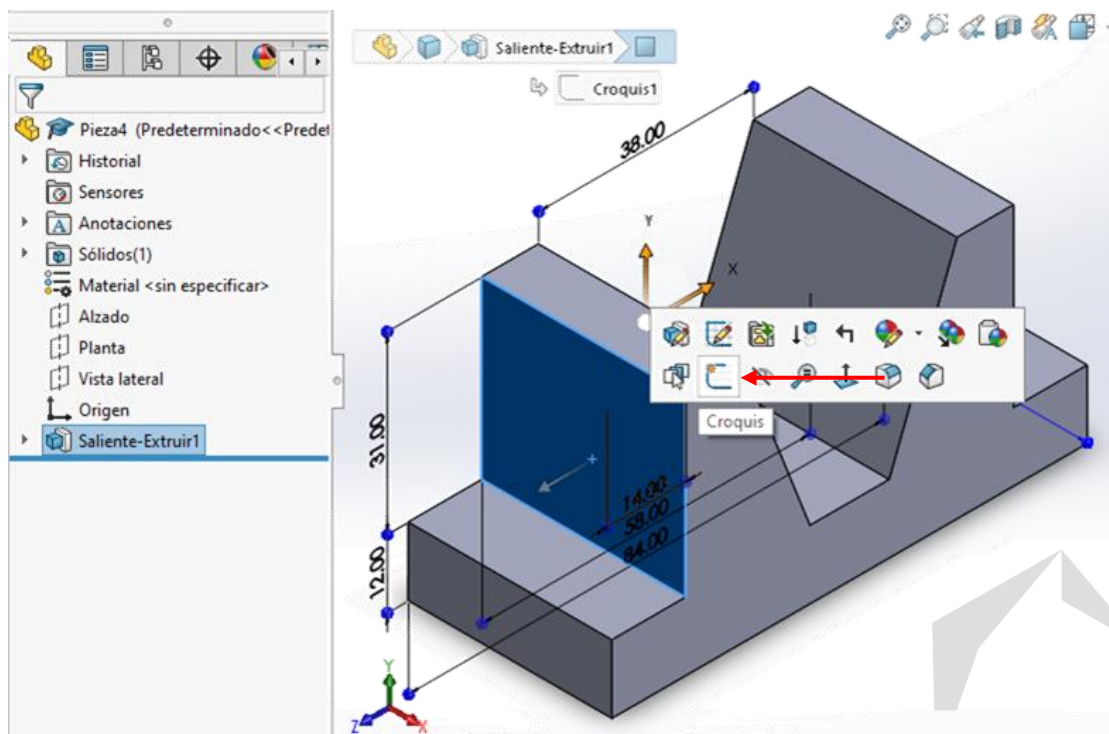 Pieza4 (Predeterminado<<Predet
Historial
Sensores
Anotaciones
Sólidos(1)
Material <sin especificar>
Alzado
Planta
Vista lateral
Origen
Saliente-Extruir1
Saliente-Extruir1
Croquis1
38.00
Y
X
Croquis
31.00
14.00
58.00
84.00
12.00
Y
Z
X